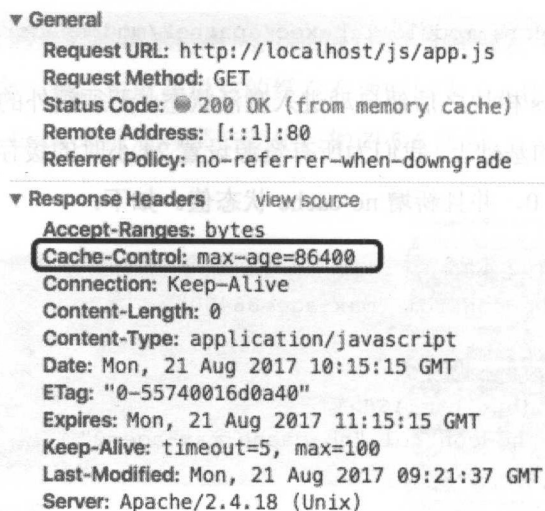 ▼ General
Request URL: http://localhost/js/app.js
Request Method: GET
Status Code: 200 OK (from memory cache)
Remote Address: [::1]:80
Referrer Policy: no-referrer-when-downgrade
▼ Response Headers view source
Accept-Ranges: bytes
Cache-Control: max-age=86400
Connection: Keep-Alive
Content-Length: 0
Content-Type: application/javascript
Date: Mon, 21 Aug 2017 10:15:15 GMT
ETag: "0-55740016d0a40"
Expires: Mon, 21 Aug 2017 11:15:15 GMT
Keep-Alive: timeout=5, max=100
Last-Modified: Mon, 21 Aug 2017 09:21:37 GMT
Server: Apache/2.4.18 (Unix)